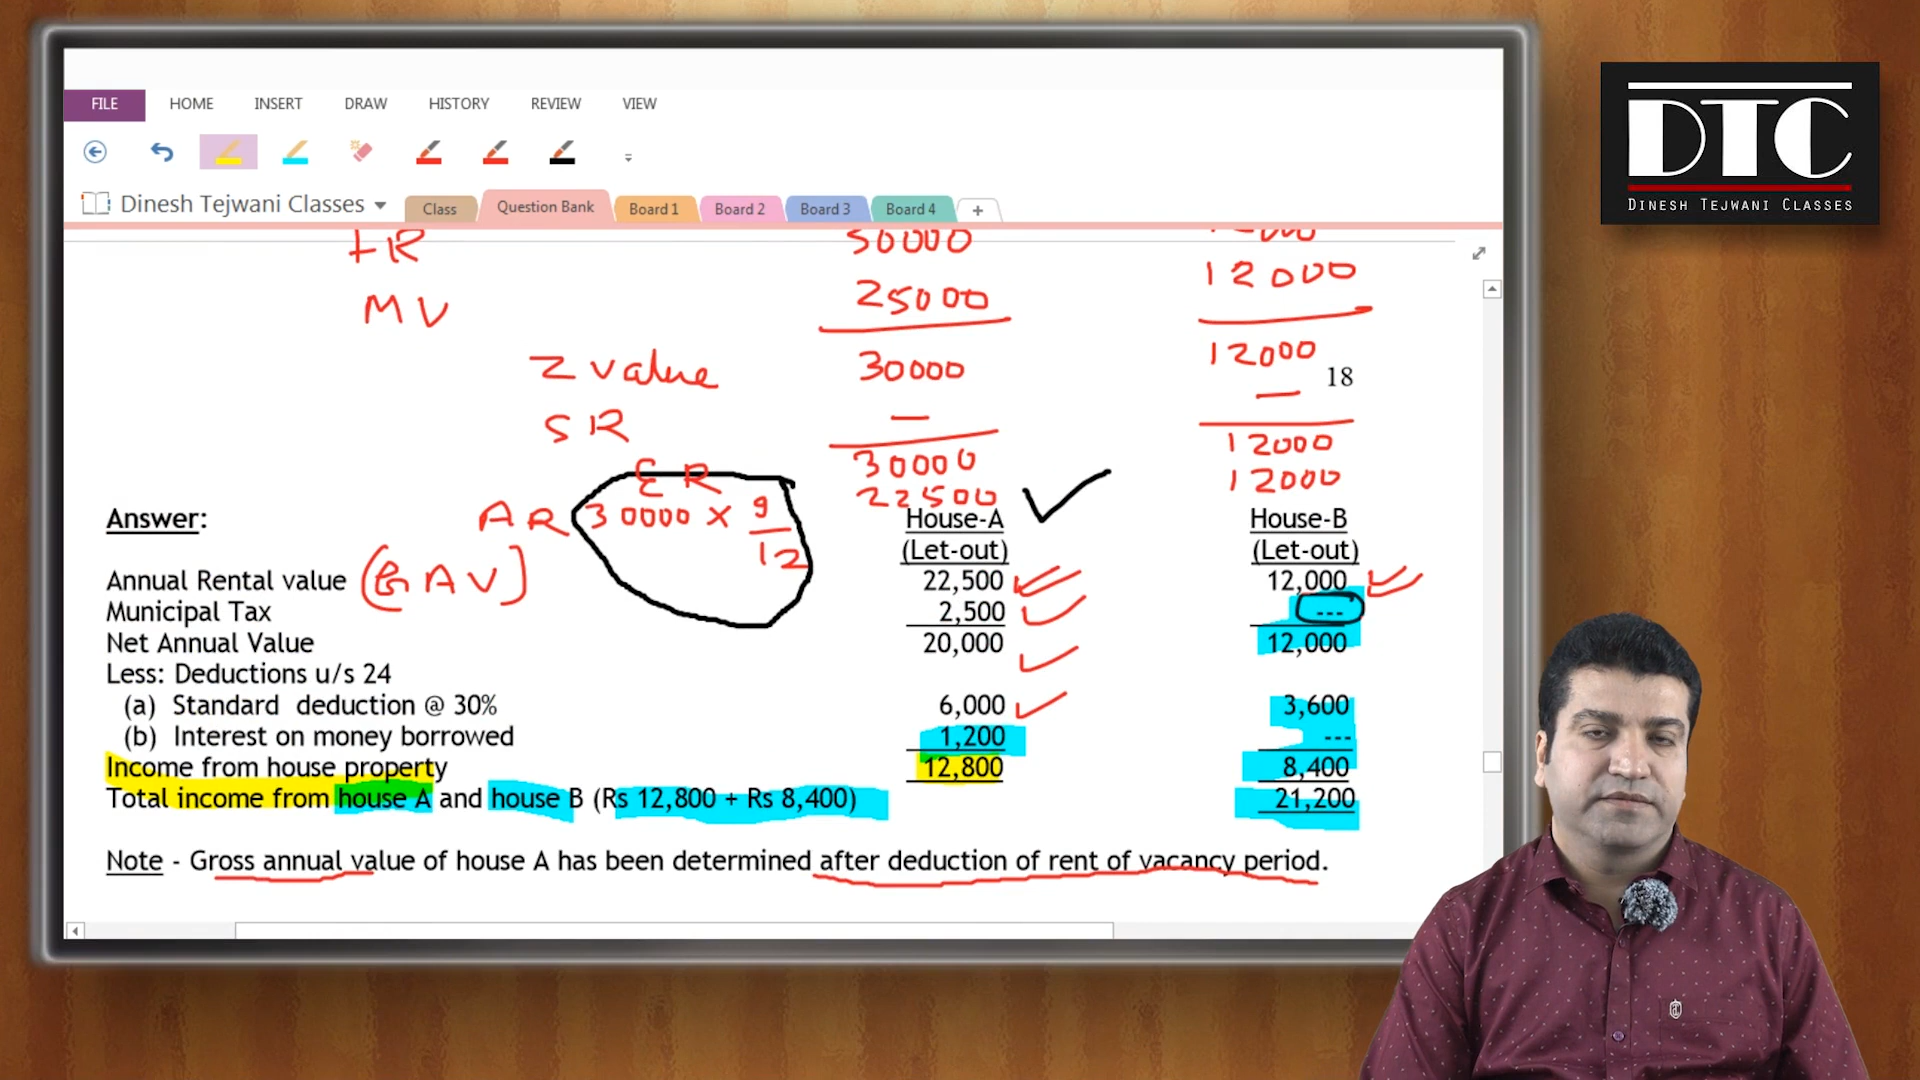 DTC
DINESH TEJWANI CLASSES
FILE HOME INSERT DRAW HISTORY REVIEW VIEW
Dinesh Tejwani Classes Class Question Bank Board 1 Board 2 Board 3 Board 4 +
25000 12000
MV
Z value 30000 12000
18
SR — —
ER 30000 12000
22500 12000
AR 30000 × 9/12
Answer: House-A House-B
(Let-out) (Let-out)
Annual Rental value (GAV) 22,500 12,000
Municipal Tax 2,500 ---
Net Annual Value 20,000 12,000
Less: Deductions u/s 24
(a) Standard deduction @ 30% 6,000 3,600
(b) Interest on money borrowed 1,200 ---
Income from house property 12,800 8,400
Total income from house A and house B (Rs 12,800 + Rs 8,400) 21,200
Note - Gross annual value of house A has been determined after deduction of rent of vacancy period.